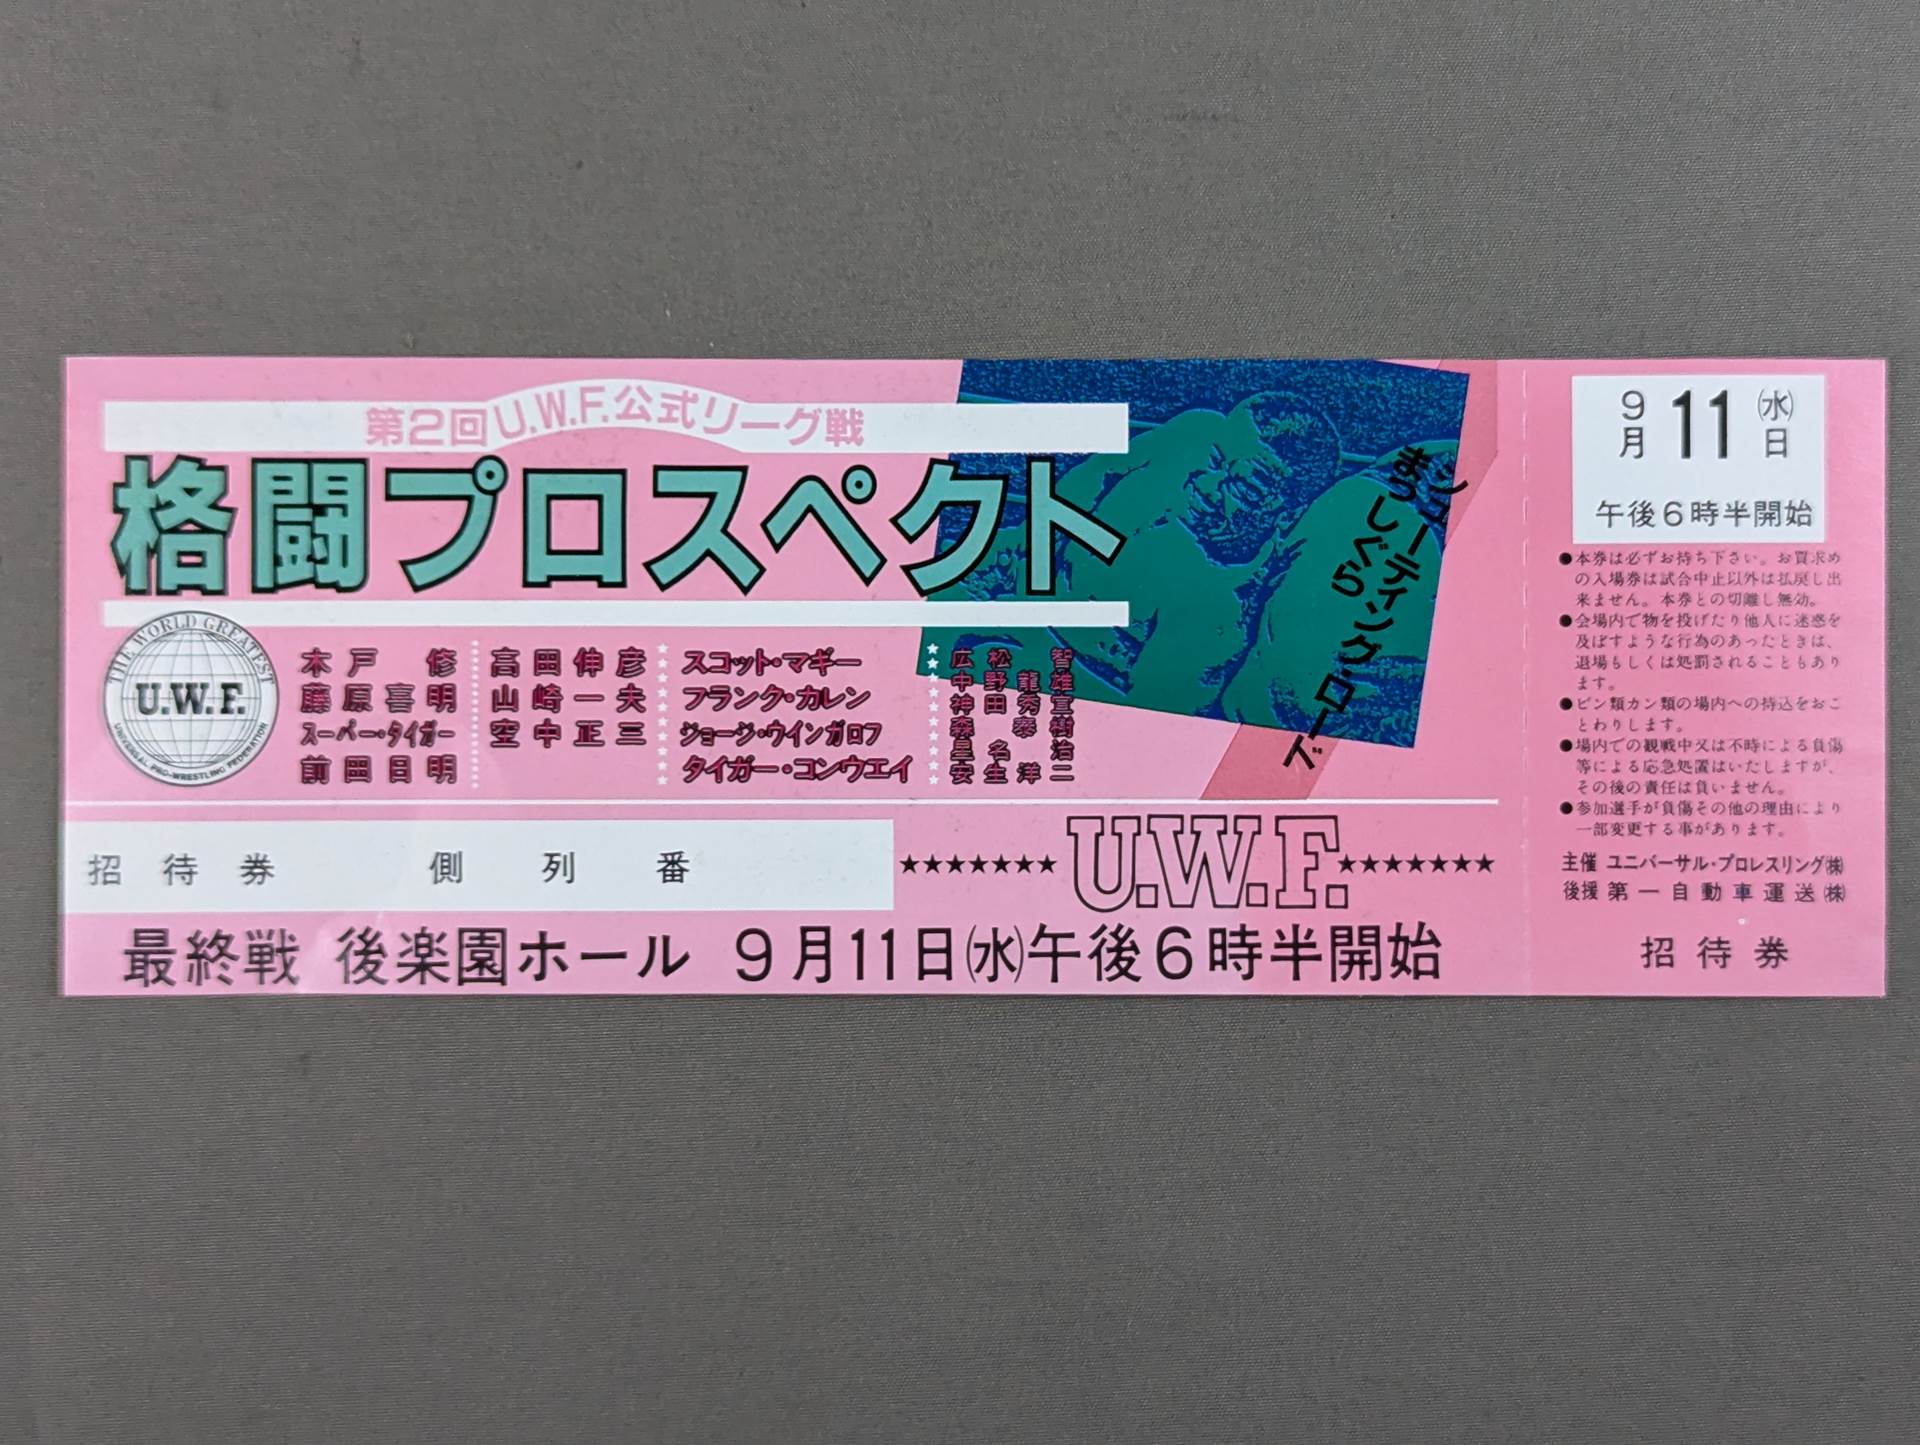 第2回U.W.F.公式リーグ戦
格闘プロスペクト
シューティング・ロード
まっしぐら
THE WORLD GREATEST
U.W.F.
UNIVERSAL PRO-WRESTLING FEDERATION
木戸 修
藤原喜明
スーパー・タイガー
前田日明
高田伸彦
山崎一夫
空中正三
スコット・マギー
フランク・カレン
ジョージ・ウインガロフ
タイガー・コンウエイ
広松 智
中野龍雄
神田秀宣
森 泰樹
星名 治
安生洋二
招待券 側 列 番
★★★★★★★U.W.F.★★★★★★★
最終戦 後楽園ホール 9月11日㈬午後6時半開始
9月11日㈬
午後6時半開始
●本券は必ずお持ち下さい。お買求め
の入場券は試合中止以外は払戻し出
来ません。本券との切離し無効。
●会場内で物を投げたり他人に迷惑を
及ぼすような行為のあったときは、
退場もしくは処罰されることもあり
ます。
●ビン類カン類の場内への持込をおこ
とわりします。
●場内での観戦中又は不時による負傷
等による応急処置はいたしますが、
その後の責任は負いません。
●参加選手が負傷その他の理由により
一部変更する事があります。
主催 ユニバーサル・プロレスリング㈱
後援 第一自動車運送㈱
招待券